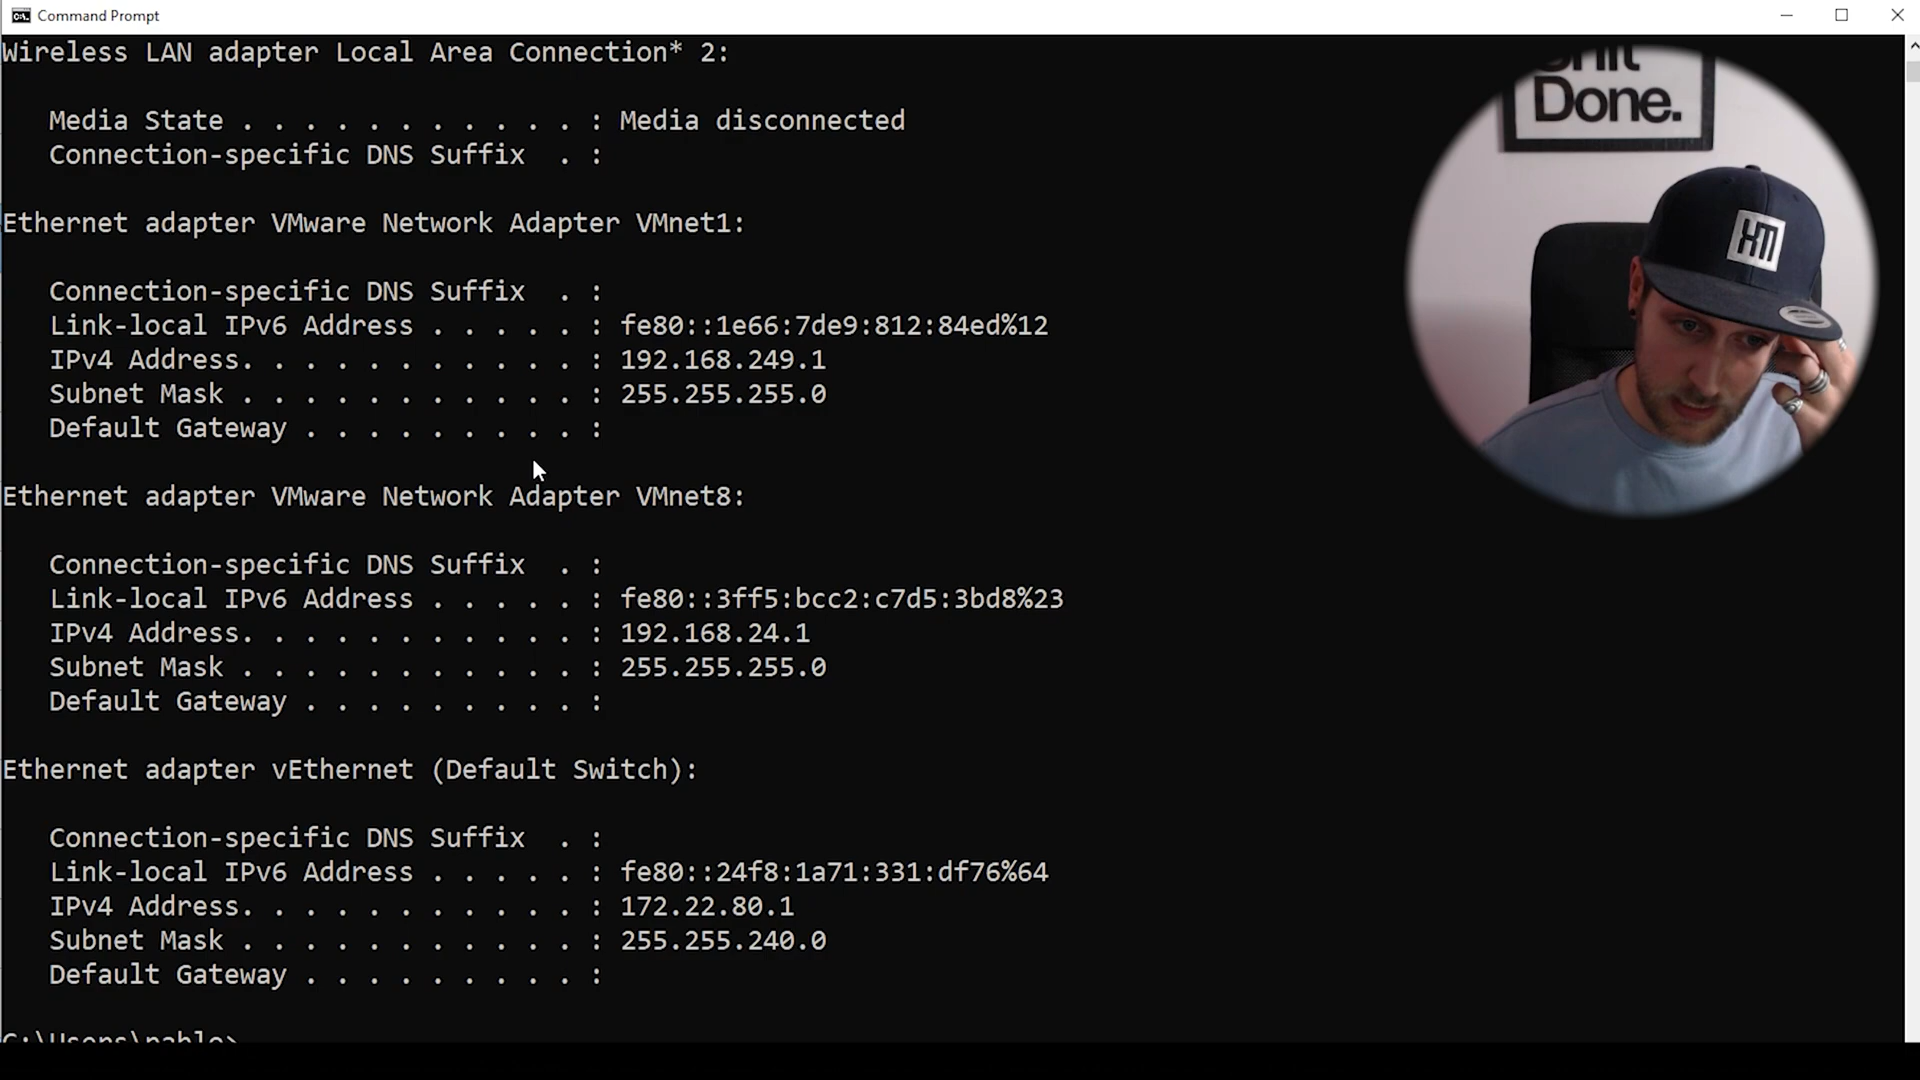 Command Prompt
Wireless LAN adapter Local Area Connection* 2:
Media State . . . . . . . . . . . : Media disconnected
Connection-specific DNS Suffix  . :
Ethernet adapter VMware Network Adapter VMnet1:
Connection-specific DNS Suffix  . :
Link-local IPv6 Address . . . . . : fe80::1e66:7de9:812:84ed%12
IPv4 Address. . . . . . . . . . . : 192.168.249.1
Subnet Mask . . . . . . . . . . . : 255.255.255.0
Default Gateway . . . . . . . . . :
Ethernet adapter VMware Network Adapter VMnet8:
Connection-specific DNS Suffix  . :
Link-local IPv6 Address . . . . . : fe80::3ff5:bcc2:c7d5:3bd8%23
IPv4 Address. . . . . . . . . . . : 192.168.24.1
Subnet Mask . . . . . . . . . . . : 255.255.255.0
Default Gateway . . . . . . . . . :
Ethernet adapter vEthernet (Default Switch):
Connection-specific DNS Suffix  . :
Link-local IPv6 Address . . . . . : fe80::24f8:1a71:331:df76%64
IPv4 Address. . . . . . . . . . . : 172.22.80.1
Subnet Mask . . . . . . . . . . . : 255.255.240.0
Default Gateway . . . . . . . . . :
C:\Users\pablo>
Shit
Done.